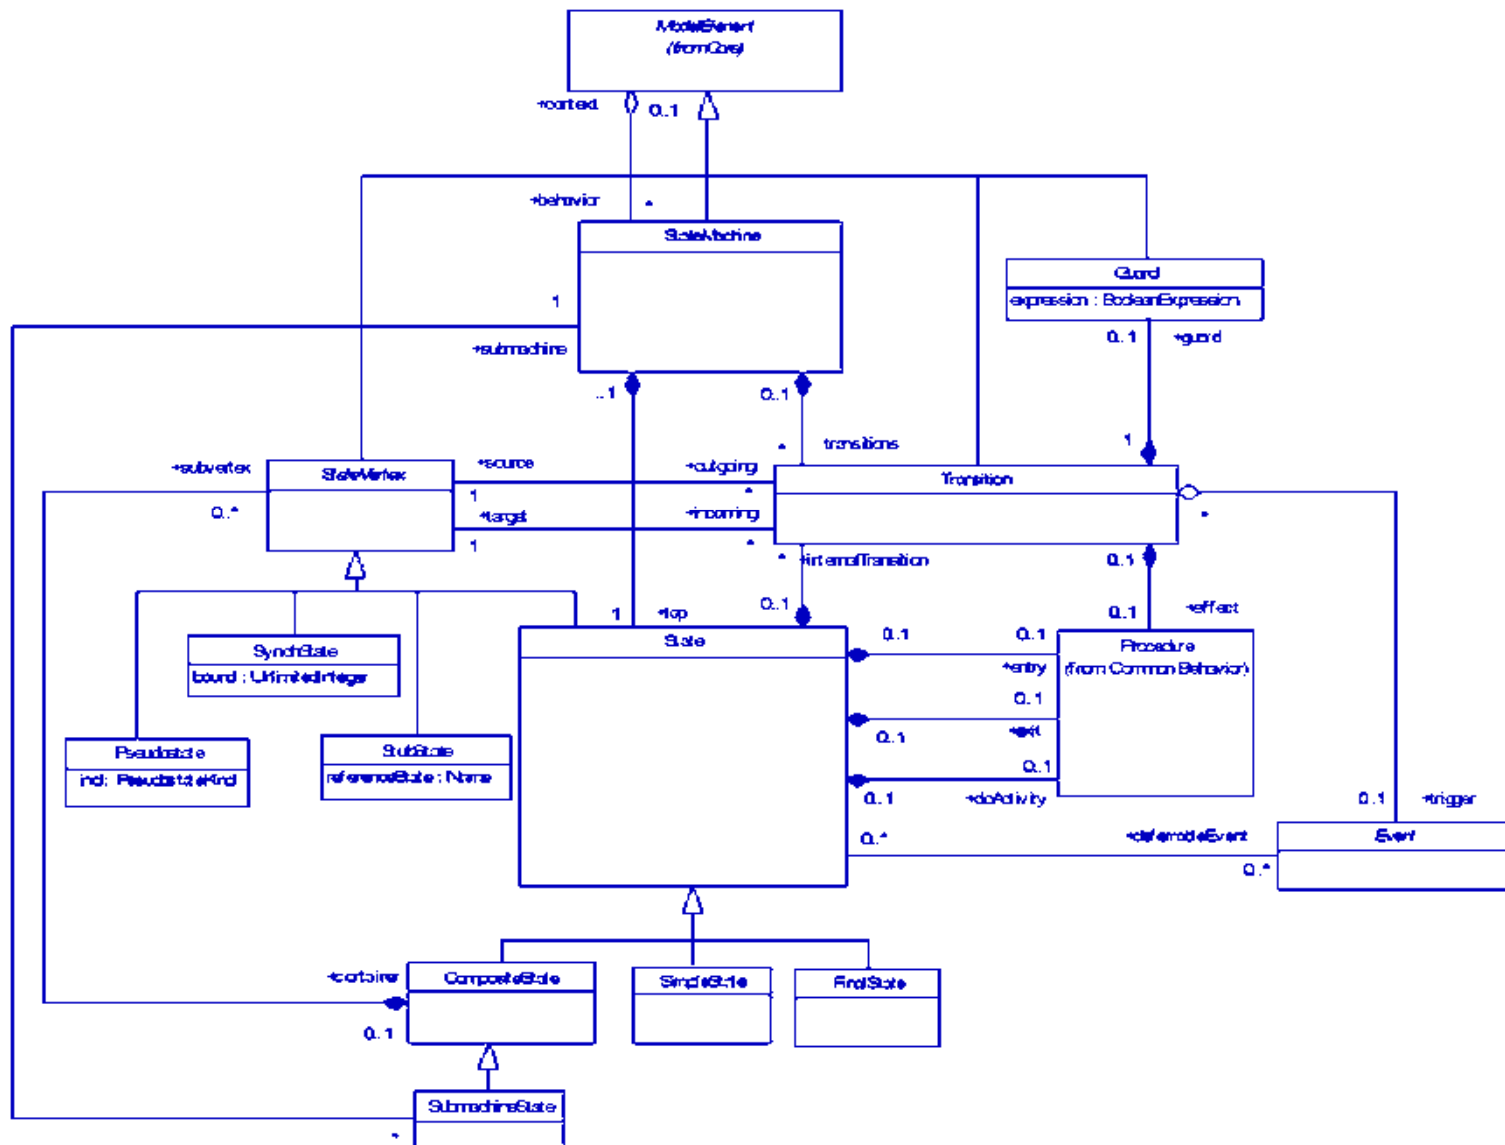 ModelElement
(from Core)
+context
0..1
+behavior
*
StateMachine
Guard
expression : BooleanExpression
1
0..1
+guard
+submachine
..1
0..1
1
*
transitions
+subvertex
StateVertex
+source
+outgoing
Transition
1
*
0..*
+target
+incoming
*
1
*
*
+internalTransition
0..1
0..1
1
+top
0..1
+effect
State
0..1
0..1
Procedure
(from Common Behavior)
SynchState
bound : UnlimitedInteger
+entry
0..1
0..1
+exit
Pseudostate
ind : PseudostateKind
StubState
referenceState : Name
0..1
0..1
+doActivity
0..1
+trigger
0..*
+deferredEvent
Event
0..*
+container
CompositeState
SimpleState
FinalState
0..1
SubmachineState
*